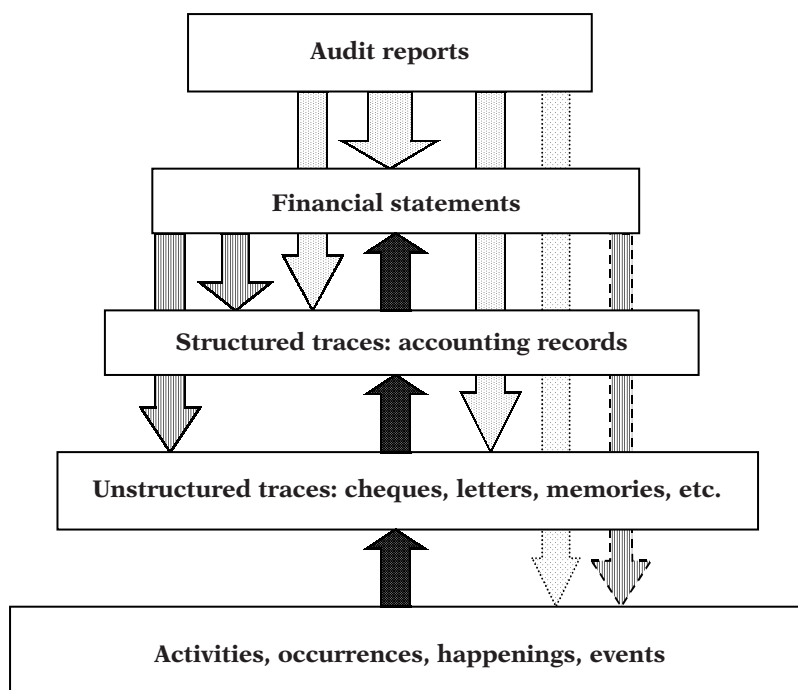 Audit reports
Financial statements
Structured traces: accounting records
Unstructured traces: cheques, letters, memories, etc.
Activities, occurrences, happenings, events